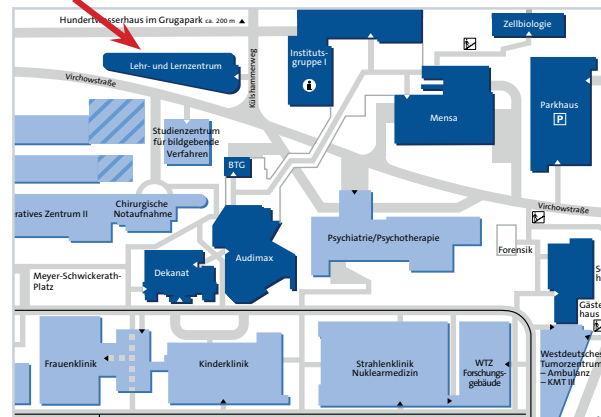 Hundertwasserhaus im Grugapark ca. 200 m
Zellbiologie
Lehr- und Lernzentrum
Instituts-
gruppe I
i
Külshammerweg
Virchowstraße
Mensa
Parkhaus
P
Studienzentrum
für bildgebende
Verfahren
BTG
Chirurgische
Notaufnahme
ratives Zentrum II
Virchowstraße
Psychiatrie/Psychotherapie
Forensik
Audimax
Dekanat
Meyer-Schwickerath-
Platz
S
h
Gäste
haus
Frauenklinik
Kinderklinik
Strahlenklinik
Nuklearmedizin
WTZ
Forschungs-
gebäude
Westdeutsches
Tumorzentrum
– Ambulanz
– KMT III